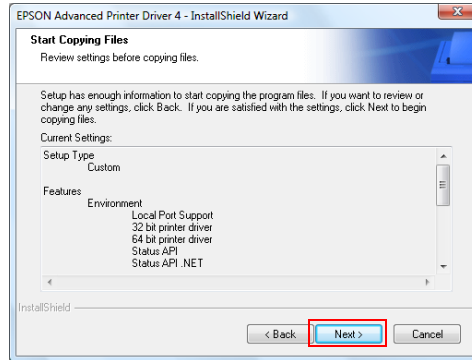 EPSON Advanced Printer Driver 4 - InstallShield Wizard
Start Copying Files
Review settings before copying files.
Setup has enough information to start copying the program files. If you want to review or
change any settings, click Back. If you are satisfied with the settings, click Next to begin
copying files.
Current Settings:
Setup Type
Custom
Features
Environment
Local Port Support
32 bit printer driver
64 bit printer driver
Status API
Status API .NET
InstallShield
< Back
Next >
Cancel